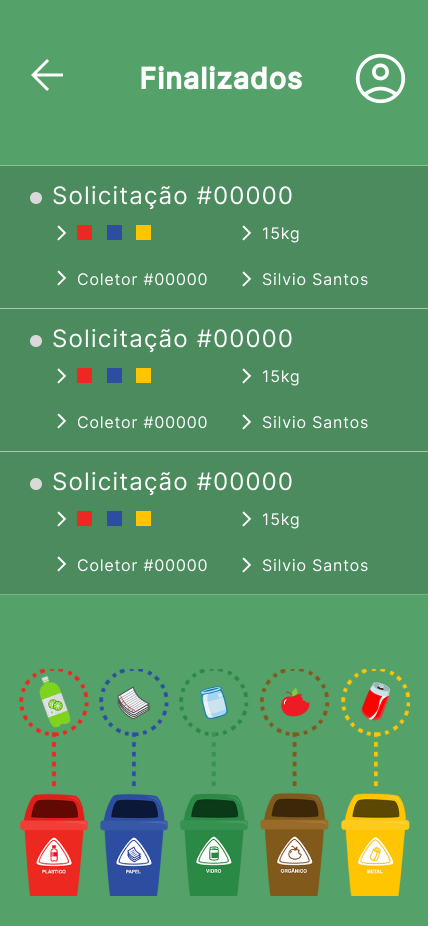 Finalizados
Solicitação #00000
15kg
Coletor #00000 Silvio Santos
Solicitação #00000
15kg
Coletor #00000 Silvio Santos
Solicitação #00000
15kg
Coletor #00000 Silvio Santos
PLÁSTICO PAPEL VIDRO ORGÂNICO METAL